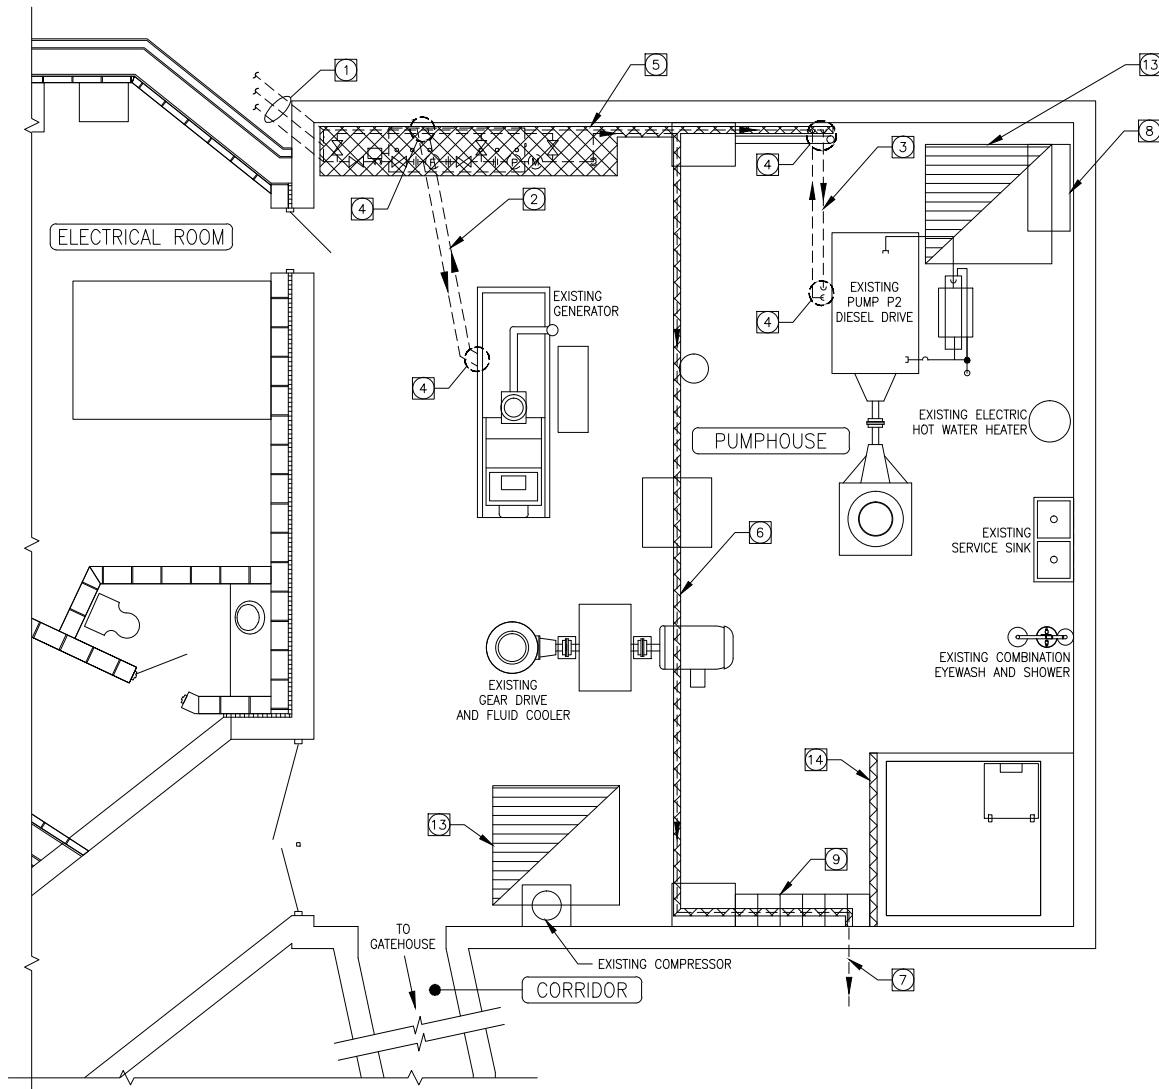 1
5
13
8
4
4
3
2
ELECTRICAL ROOM
EXISTING
GENERATOR
EXISTING
PUMP P2
DIESEL DRIVE
4
4
EXISTING ELECTRIC
HOT WATER HEATER
PUMPHOUSE
6
EXISTING
SERVICE SINK
EXISTING COMBINATION
EYEWASH AND SHOWER
EXISTING
GEAR DRIVE
AND FLUID COOLER
14
13
9
TO
GATEHOUSE
EXISTING COMPRESSOR
CORRIDOR
7
P
P
M